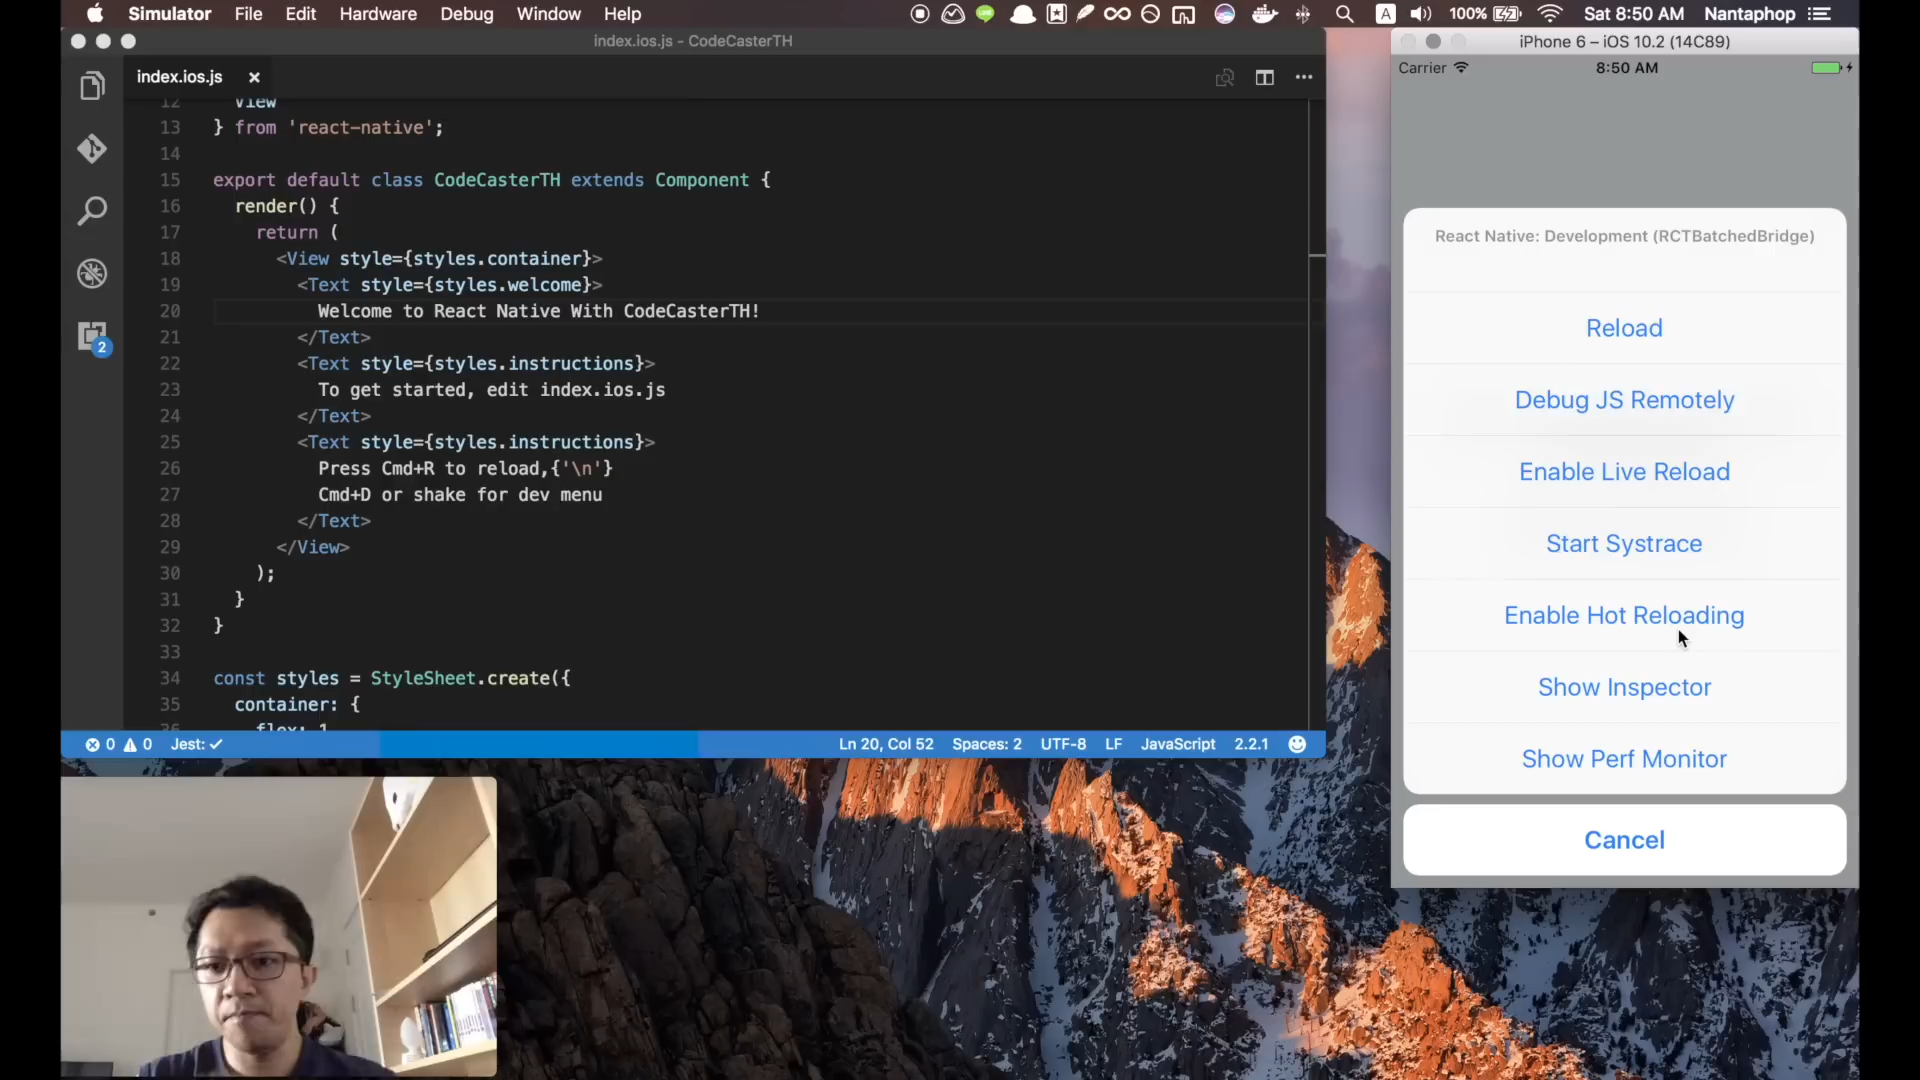 Simulator File Edit Hardware Debug Window Help
A 100% Sat 8:50 AM Nantaphop
index.ios.js - CodeCasterTH
index.ios.js
12 View
13 } from 'react-native';
14
15 export default class CodeCasterTH extends Component {
16 render() {
17 return (
18 <View style={styles.container}>
19 <Text style={styles.welcome}>
20 Welcome to React Native With CodeCasterTH!
21 </Text>
22 <Text style={styles.instructions}>
23 To get started, edit index.ios.js
24 </Text>
25 <Text style={styles.instructions}>
26 Press Cmd+R to reload,{'\n'}
27 Cmd+D or shake for dev menu
28 </Text>
29 </View>
30 );
31 }
32 }
33
34 const styles = StyleSheet.create({
35 container: {
36 flex: 1
2
0 0 Jest: ✓ Ln 20, Col 52 Spaces: 2 UTF-8 LF JavaScript 2.2.1
iPhone 6 – iOS 10.2 (14C89)
Carrier 8:50 AM
React Native: Development (RCTBatchedBridge)
Reload
Debug JS Remotely
Enable Live Reload
Start Systrace
Enable Hot Reloading
Show Inspector
Show Perf Monitor
Cancel